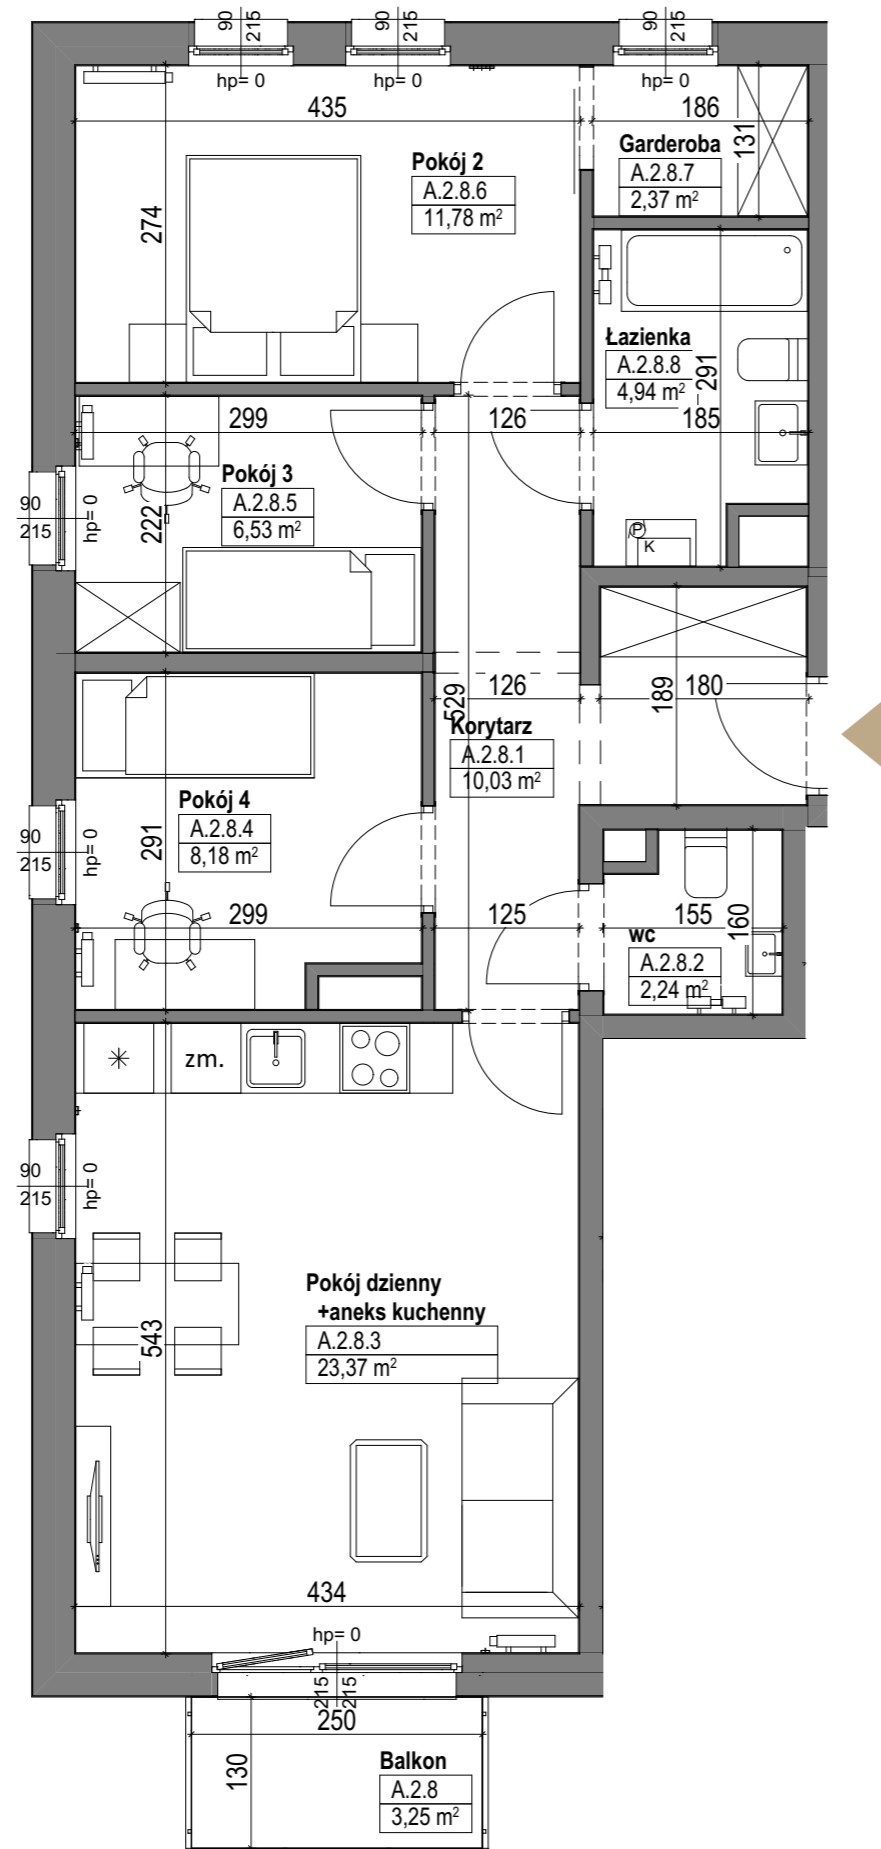 90
215
hp= 0
90
215
hp= 0
90
215
hp= 0
435
186
131
Garderoba
A.2.8.7
2,37 m²
Pokój 2
A.2.8.6
11,78 m²
274
Łazienka
A.2.8.8
4,94 m²
291
185
299
126
Pokój 3
A.2.8.5
6,53 m²
222
90
215
hp= 0
P
K
126
529
189
180
Korytarz
A.2.8.1
10,03 m²
Pokój 4
A.2.8.4
8,18 m²
291
90
215
hp= 0
299
125
155
160
wc
A.2.8.2
2,24 m²
zm.
90
215
hp= 0
Pokój dzienny
+aneks kuchenny
A.2.8.3
23,37 m²
543
434
hp= 0
215
215
250
130
Balkon
A.2.8
3,25 m²